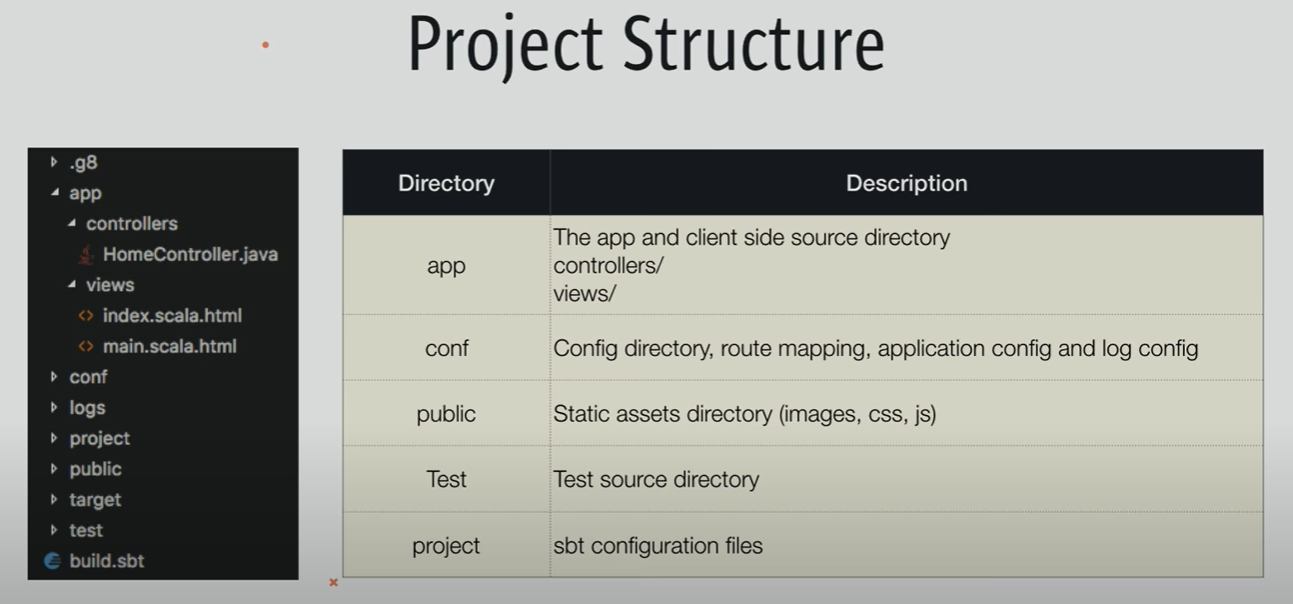 Project Structure
.g8
app
controllers
HomeController.java
views
index.scala.html
main.scala.html
conf
logs
project
public
target
test
build.sbt
Directory Description
app
The app and client side source directory
controllers/
views/
conf Config directory, route mapping, application config and log config
public Static assets directory (images, css, js)
Test Test source directory
project sbt configuration files